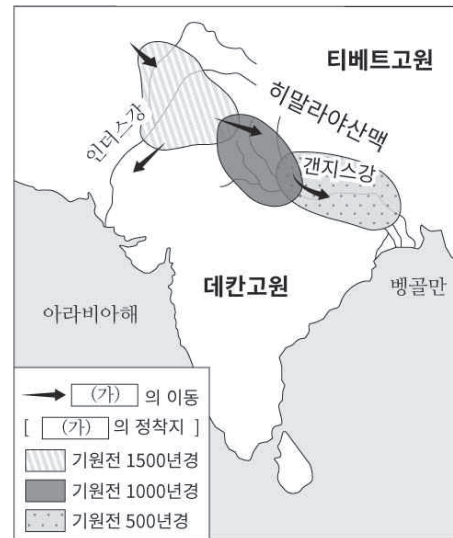 티베트고원
히말라야산맥
인더스강
갠지스강
데칸고원
아라비아해
벵골만
(가) 의 이동
[ (가) 의 정착지 ]
기원전 1500년경
기원전 1000년경
기원전 500년경